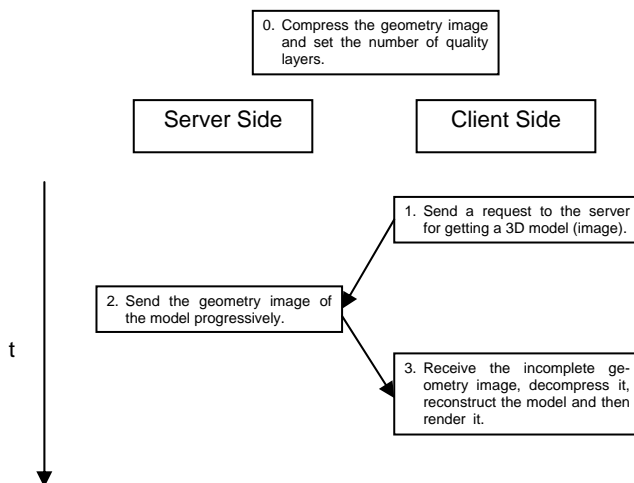 0. Compress the geometry image
and set the number of quality
layers.
Server Side
Client Side
1. Send a request to the server
for getting a 3D model (image).
2. Send the geometry image of
the model progressively.
t
3. Receive the incomplete ge-
ometry image, decompress it,
reconstruct the model and then
render it.